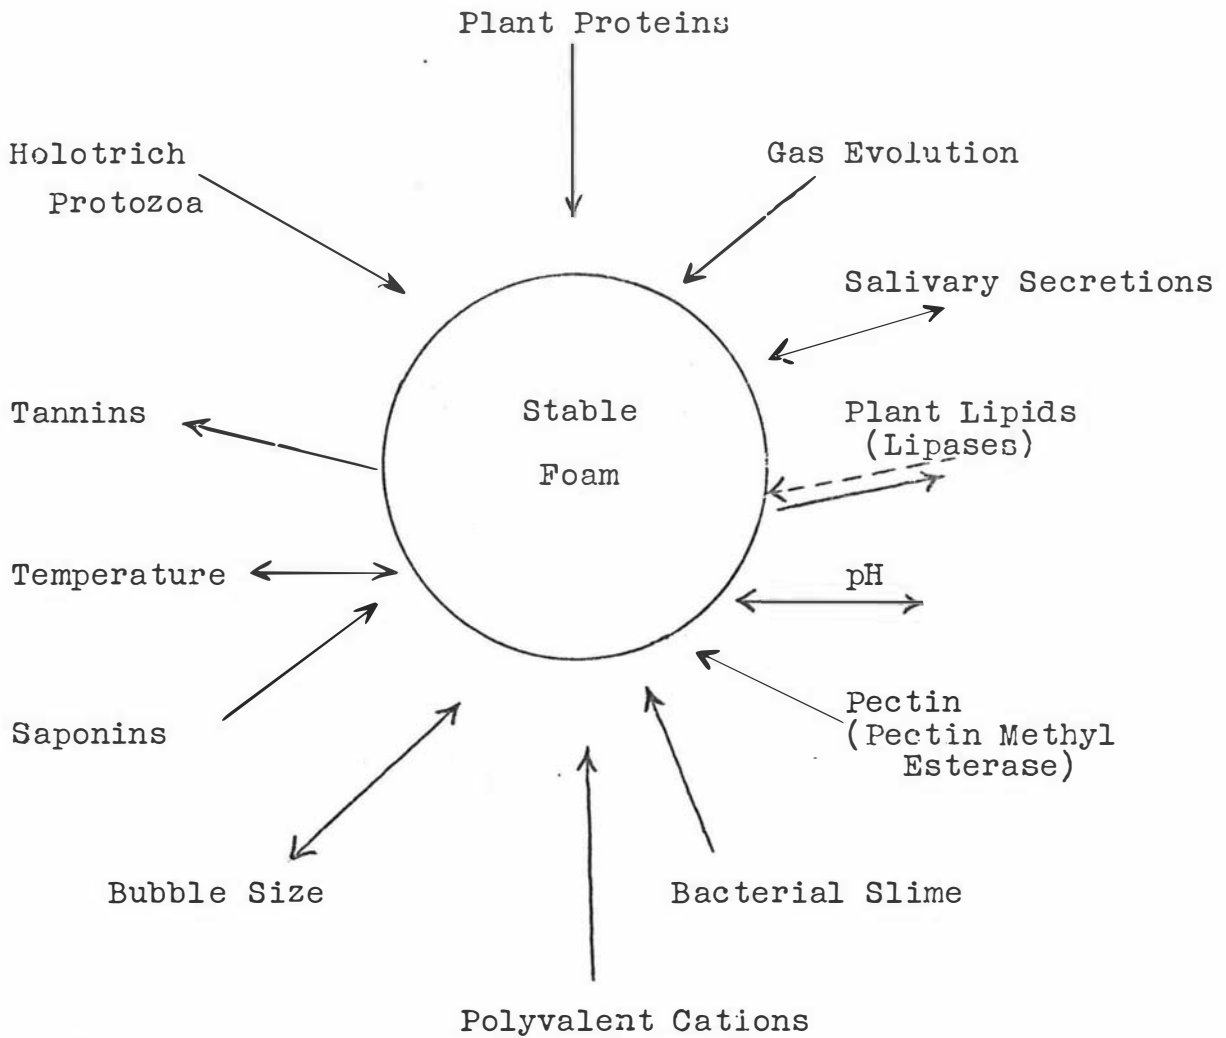 Plant Proteins
Holotrich
Protozoa
Gas Evolution
Salivary Secretions
Stable
Foam
Tannins
Plant Lipids
(Lipases)
Temperature
pH
Saponins
Pectin
(Pectin Methyl
Esterase)
Bubble Size
Bacterial Slime
Polyvalent Cations